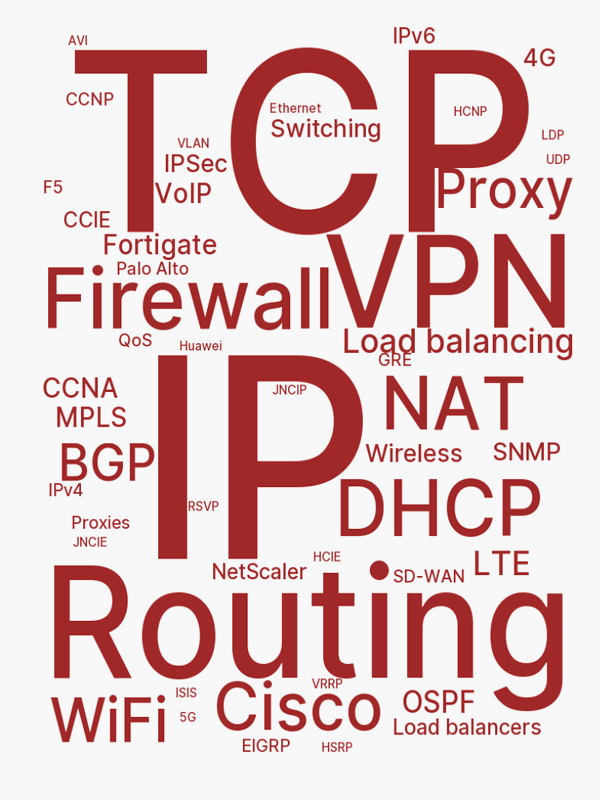 IPv6
AVI
TCP
4G
CCNP
Ethernet
HCNP
Switching
LDP
VLAN
UDP
IPSec
F5
VoIP
Proxy
CCIE
Fortigate
VPN
Palo Alto
Firewall
QoS
Load balancing
Huawei
GRE
IP
CCNA
JNCIP
NAT
MPLS
Wireless
SNMP
BGP
IPv4
RSVP
DHCP
Proxies
JNCIE
HCIE
LTE
NetScaler
SD-WAN
Routing
VRRP
ISIS
WiFi
5G
Cisco
OSPF
Load balancers
EIGRP
HSRP